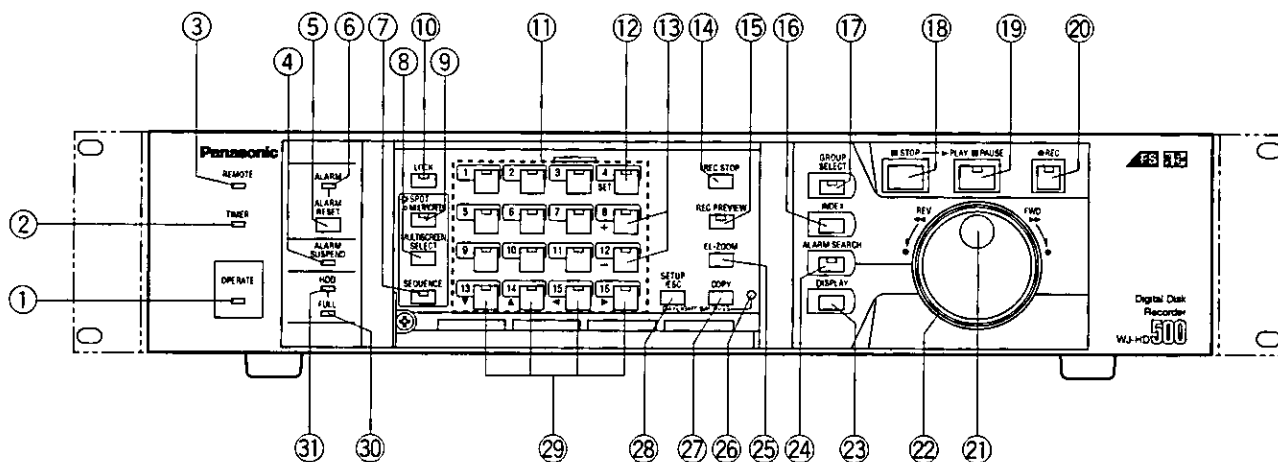 ③ ④ ⑤ ⑥ ⑦ ⑧ ⑨ ⑩ ⑪ ⑫ ⑬ ⑭ ⑮ ⑯ ⑰ ⑱ ⑲ ⑳
② ①
Panasonic
REMOTE
TIMER
OPERATE
ALARM
ALARM
RESET
ALARM
SUSPEND
HDD
FULL
LOCK
SPOT
MULTISCREEN
SELECT
SEQUENCE
1 2 3 4
SET
5 6 7 8
+
9 10 11 12
−
13 14 15 16
▼ ▲ ◀ ▶
REC STOP
REC PREVIEW
EL-ZOOM
SETUP
/ESC
COPY
GROUP
SELECT
INDEX
ALARM SEARCH
DISPLAY
■STOP ▶PLAY ⏸PAUSE ●REC
REV FWD
◀◀ ▶▶
Digital Disk
Recorder
WJ-HD500
㉛ ㉚ ㉙ ㉘ ㉗ ㉖ ㉕ ㉔ ㉓ ㉒ ㉑